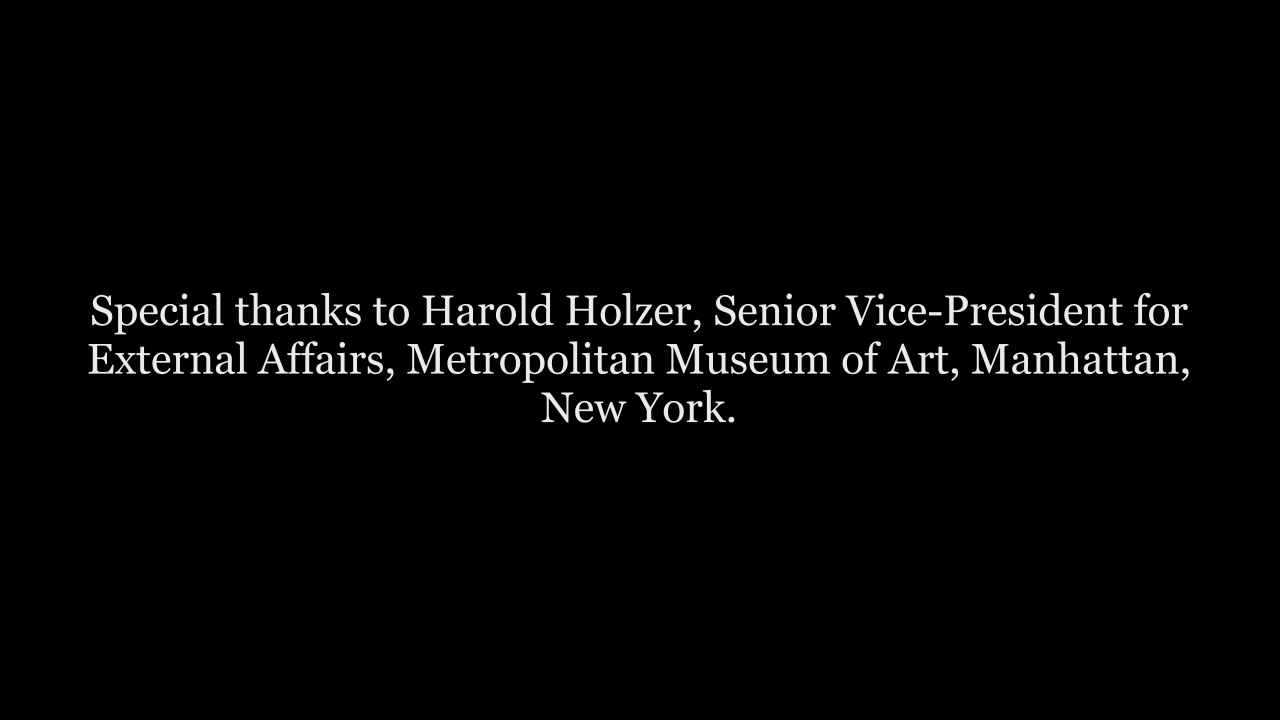 Special thanks to Harold Holzer, Senior Vice-President for
External Affairs, Metropolitan Museum of Art, Manhattan,
New York.